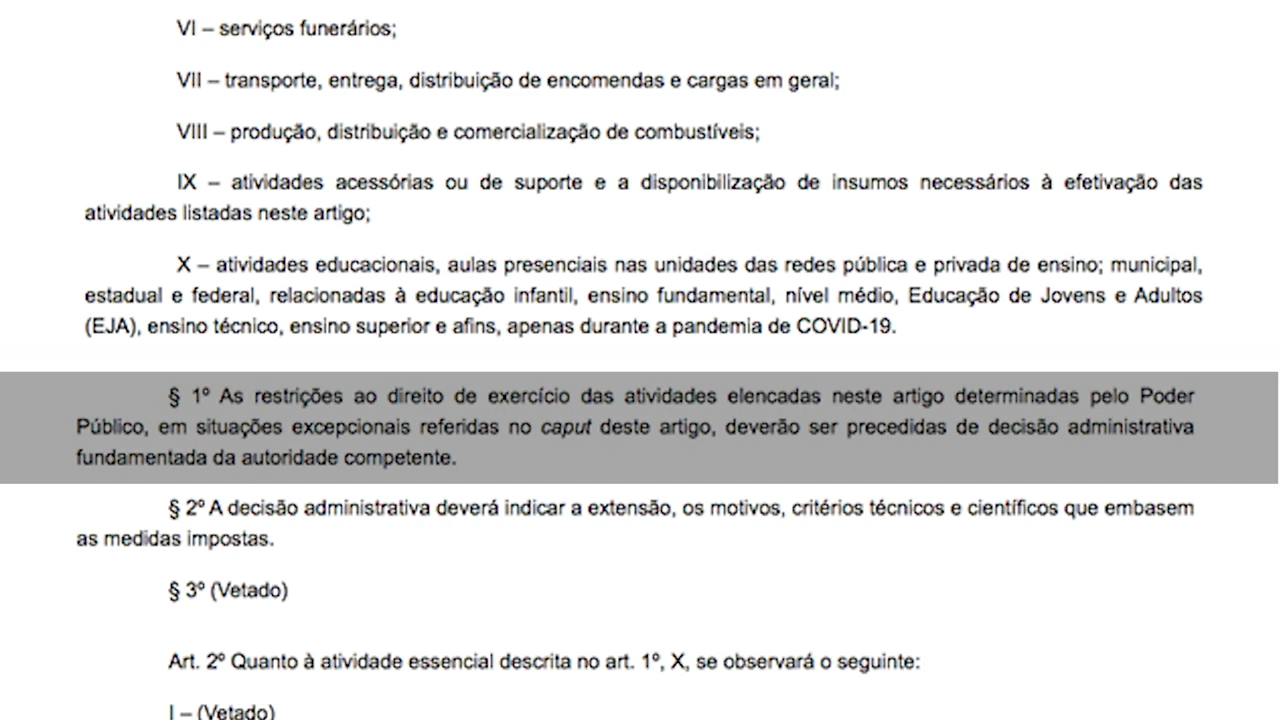 VI – serviços funerários;
VII – transporte, entrega, distribuição de encomendas e cargas em geral;
VIII – produção, distribuição e comercialização de combustíveis;
IX – atividades acessórias ou de suporte e a disponibilização de insumos necessários à efetivação das
atividades listadas neste artigo;
X – atividades educacionais, aulas presenciais nas unidades das redes pública e privada de ensino; municipal,
estadual e federal, relacionadas à educação infantil, ensino fundamental, nível médio, Educação de Jovens e Adultos
(EJA), ensino técnico, ensino superior e afins, apenas durante a pandemia de COVID-19.
§ 1º As restrições ao direito de exercício das atividades elencadas neste artigo determinadas pelo Poder
Público, em situações excepcionais referidas no caput deste artigo, deverão ser precedidas de decisão administrativa
fundamentada da autoridade competente.
§ 2º A decisão administrativa deverá indicar a extensão, os motivos, critérios técnicos e científicos que embasem
as medidas impostas.
§ 3º (Vetado)
Art. 2º Quanto à atividade essencial descrita no art. 1º, X, se observará o seguinte:
I – (Vetado)